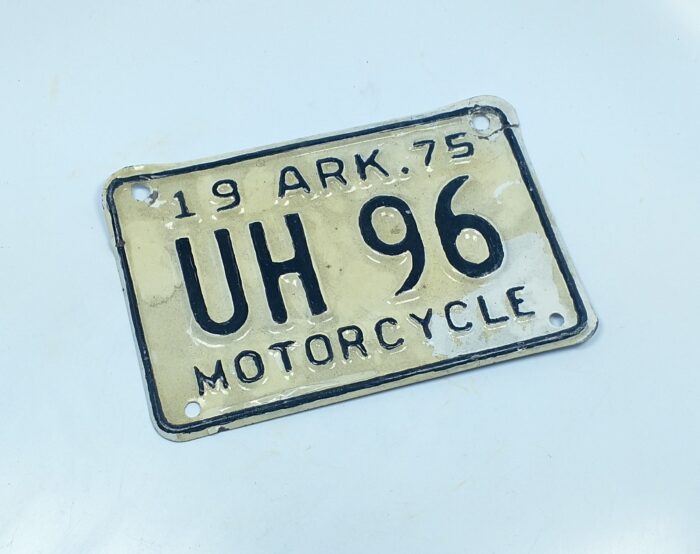 19 ARK. 75
UH 96
MOTORCYCLE